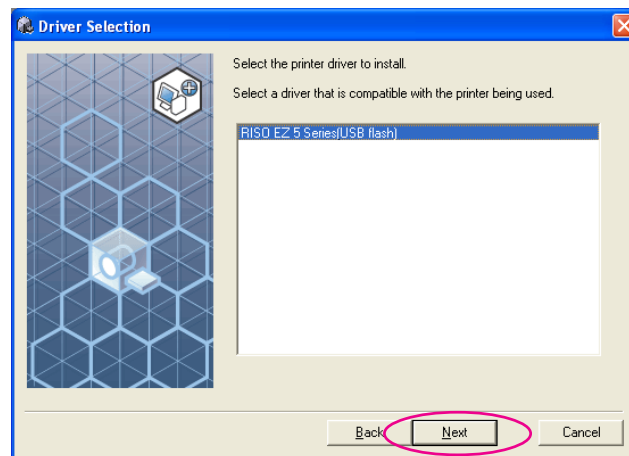 Driver Selection
Select the printer driver to install.
Select a driver that is compatible with the printer being used.
RISO EZ 5 Series(USB flash)
Back Next Cancel